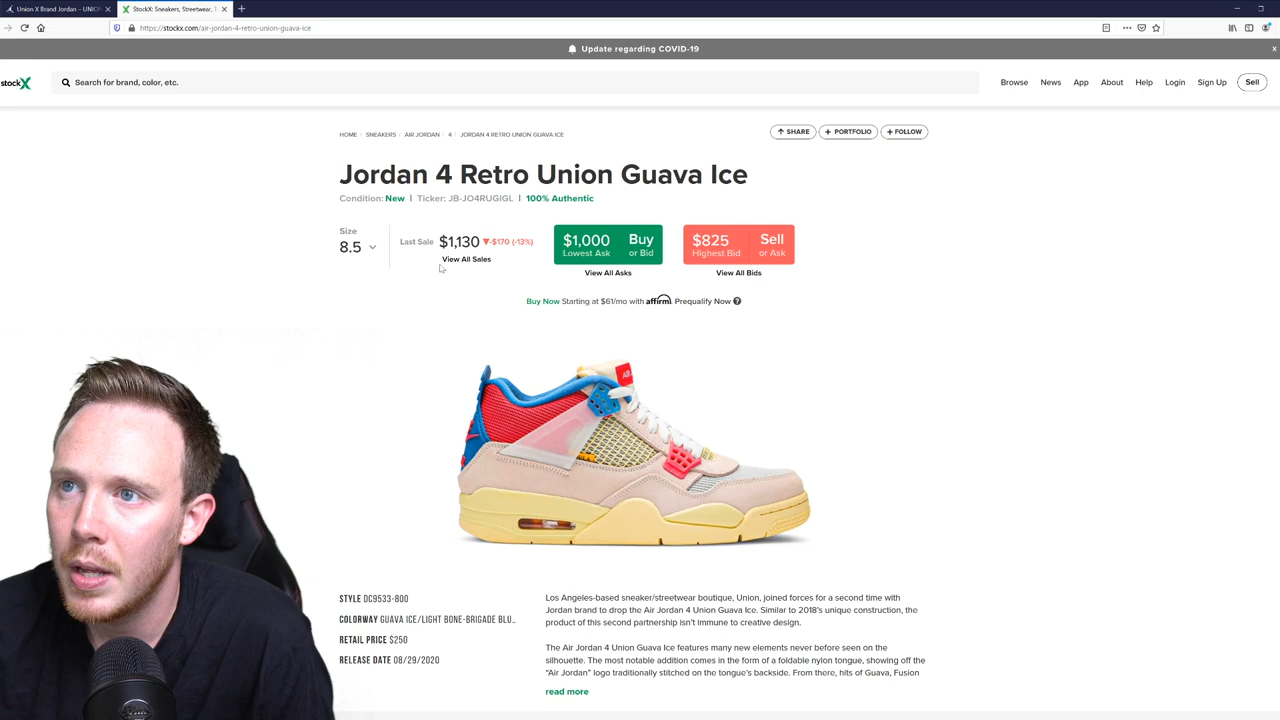 Union X Brand Jordan – UNION
StockX: Sneakers, Streetwear, T
https://stockx.com/air-jordan-4-retro-union-guava-ice
Update regarding COVID-19
x
stockX
Search for brand, color, etc.
Browse News App About Help Login Sign Up Sell
HOME / SNEAKERS / AIR JORDAN / 4 / JORDAN 4 RETRO UNION GUAVA ICE
SHARE + PORTFOLIO + FOLLOW
Jordan 4 Retro Union Guava Ice
Condition: New | Ticker: JB-JO4RUGIGL | 100% Authentic
Size
8.5
Last Sale $1,130 ▼-$170 (-13%)
View All Sales
$1,000 Buy
Lowest Ask or Bid
View All Asks
$825 Sell
Highest Bid or Ask
View All Bids
Buy Now Starting at $61/mo with affirm. Prequalify Now ?
AIR
STYLE DC9533-800
COLORWAY GUAVA ICE/LIGHT BONE-BRIGADE BLU...
RETAIL PRICE $250
RELEASE DATE 08/29/2020
Los Angeles-based sneaker/streetwear boutique, Union, joined forces for a second time with
Jordan brand to drop the Air Jordan 4 Union Guava Ice. Similar to 2018's unique construction, the
product of this second partnership isn't immune to creative design.
The Air Jordan 4 Union Guava Ice features many new elements never before seen on the
silhouette. The most notable addition comes in the form of a foldable nylon tongue, showing off the
“Air Jordan” logo traditionally stitched on the tongue's backside. From there, hits of Guava, Fusion
read more